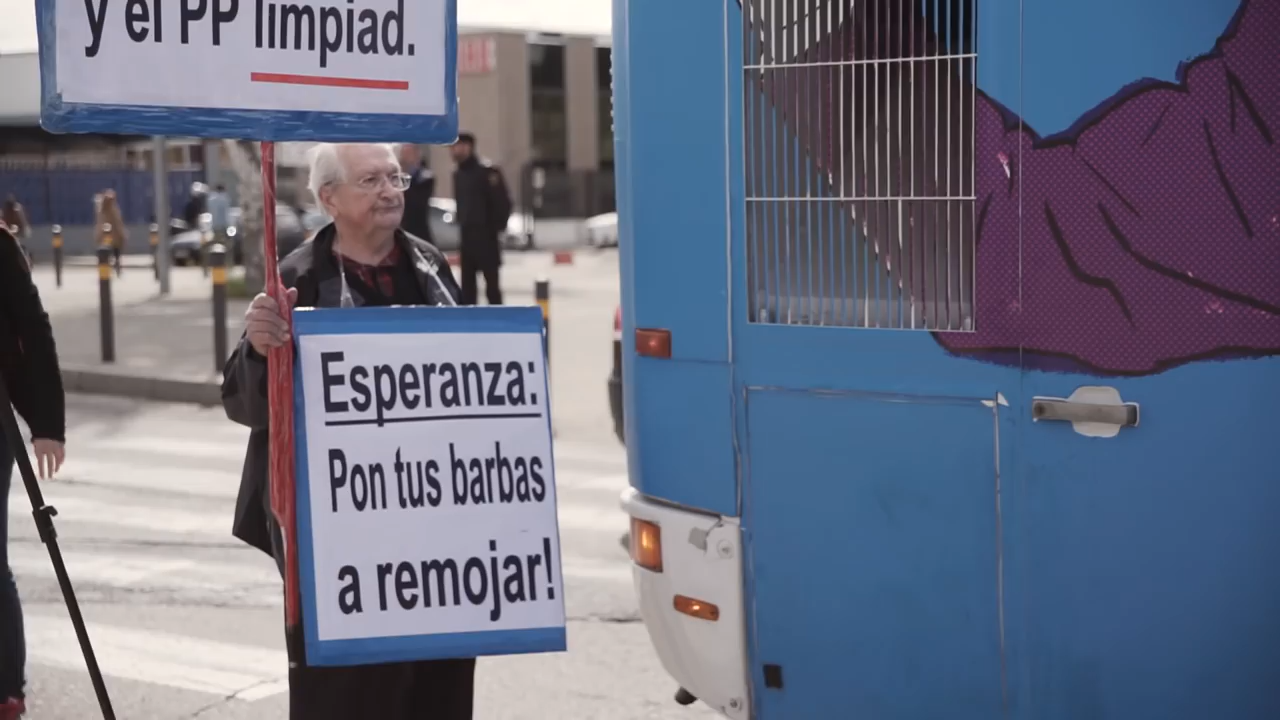 y el PP limpiad.
Esperanza:
Pon tus barbas
a remojar!